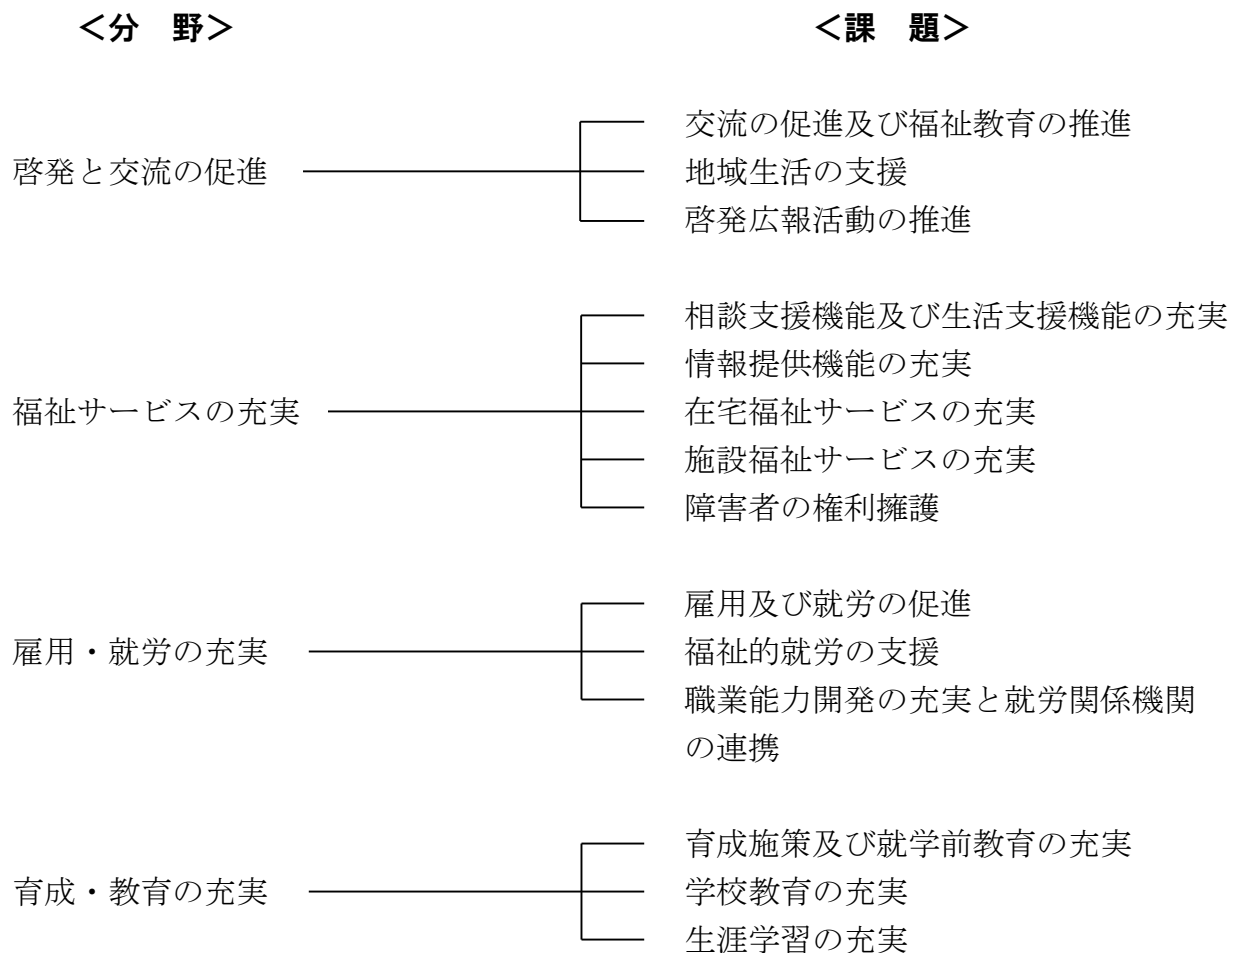 ＜分　野＞　＜課　題＞
交流の促進及び福祉教育の推進
啓発と交流の促進　地域生活の支援
啓発広報活動の推進
相談支援機能及び生活支援機能の充実
情報提供機能の充実
福祉サービスの充実　在宅福祉サービスの充実
施設福祉サービスの充実
障害者の権利擁護
雇用及び就労の促進
雇用・就労の充実　福祉的就労の支援
職業能力開発の充実と就労関係機関
の連携
育成施策及び就学前教育の充実
育成・教育の充実　学校教育の充実
生涯学習の充実